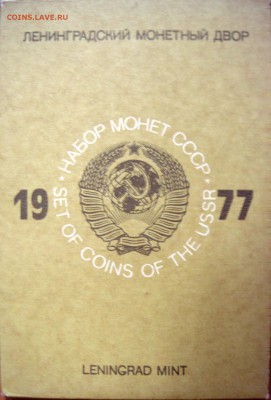 COINS.LAVE.RU
ЛЕНИНГРАДСКИЙ МОНЕТНЫЙ ДВОР
• НАБОР МОНЕТ СССР •
19 77
SET OF COINS OF THE USSR
LENINGRAD MINT